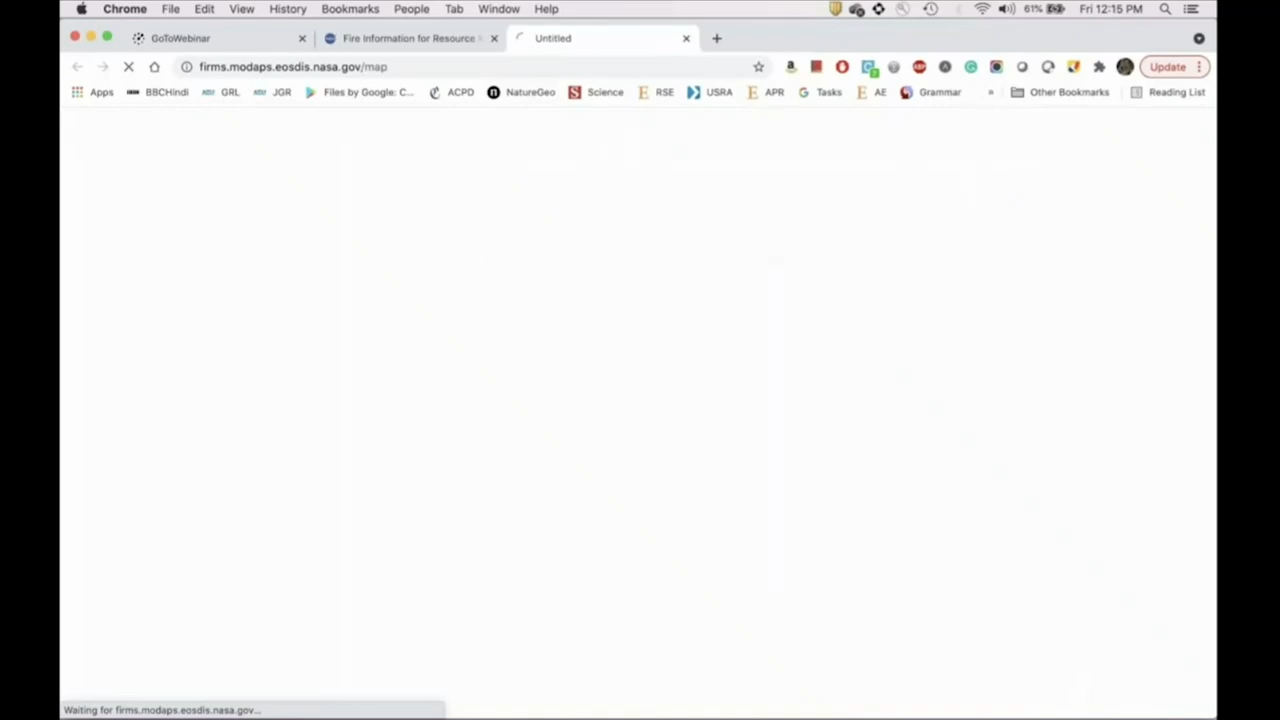 Chrome File Edit View History Bookmarks People Tab Window Help 61% Fri 12:15 PM
GoToWebinar Fire Information for Resource Untitled
firms.modaps.eosdis.nasa.gov/map Update
Apps BBCHindi GRL JGR Files by Google: C... ACPD NatureGeo Science RSE USRA APR Tasks AE Grammar » Other Bookmarks Reading List
Waiting for firms.modaps.eosdis.nasa.gov...